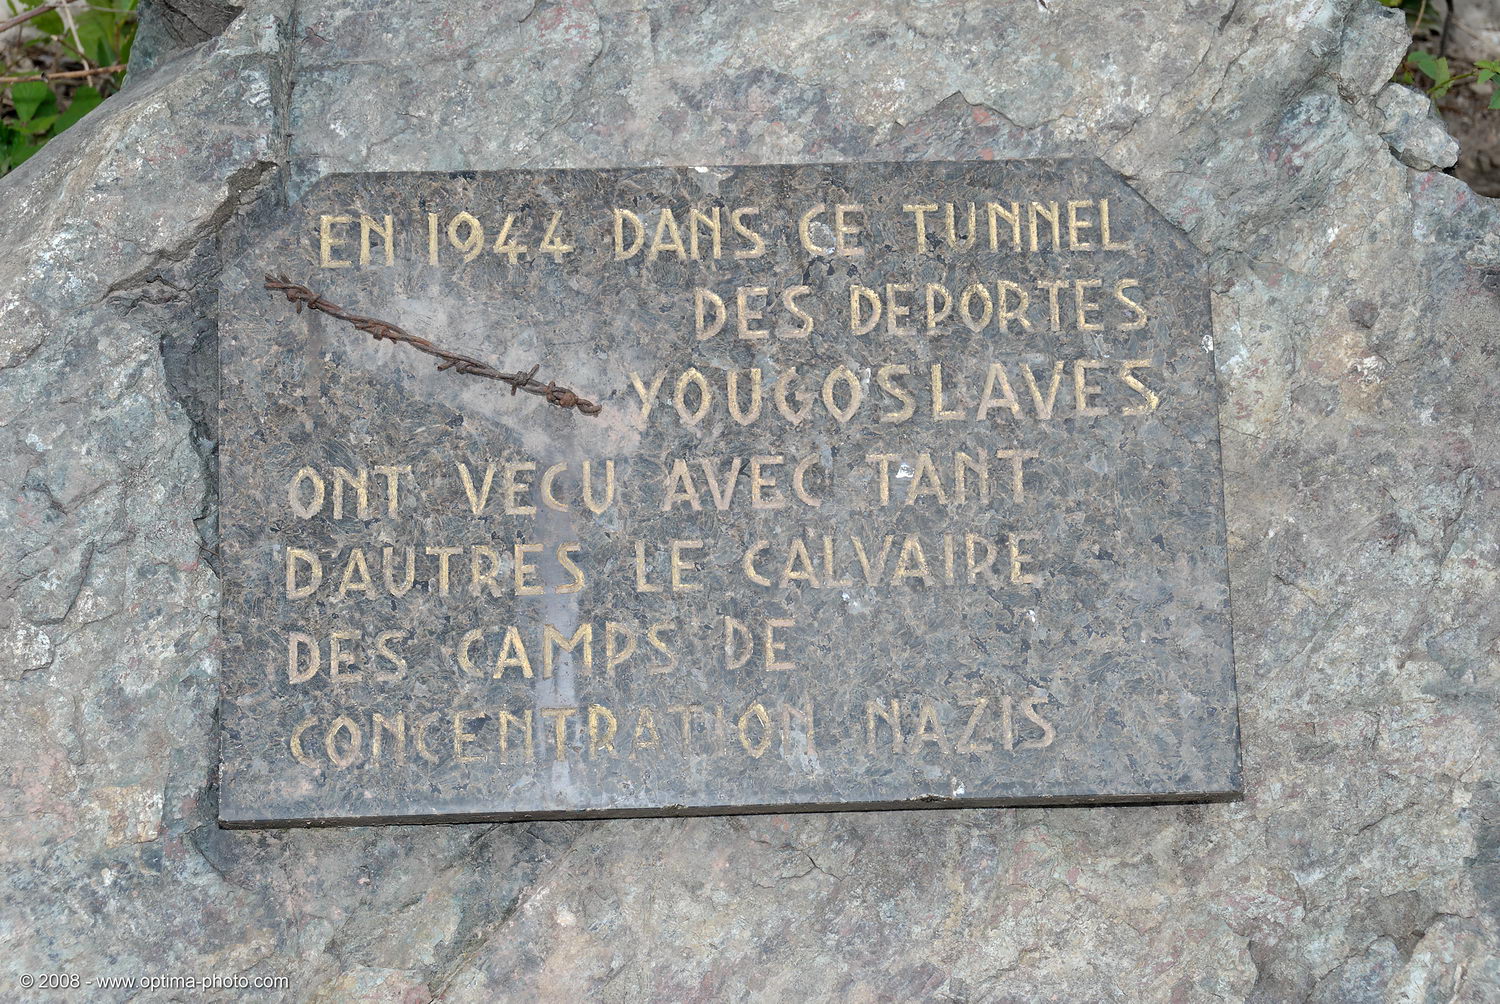 EN 1944 DANS CE TUNNEL
DES DEPORTES
YOUGOSLAVES
ONT VECU AVEC TANT
D'AUTRES LE CALVAIRE
DES CAMPS DE
CONCENTRATION NAZIS
© 2008 - www.optima-photo.com